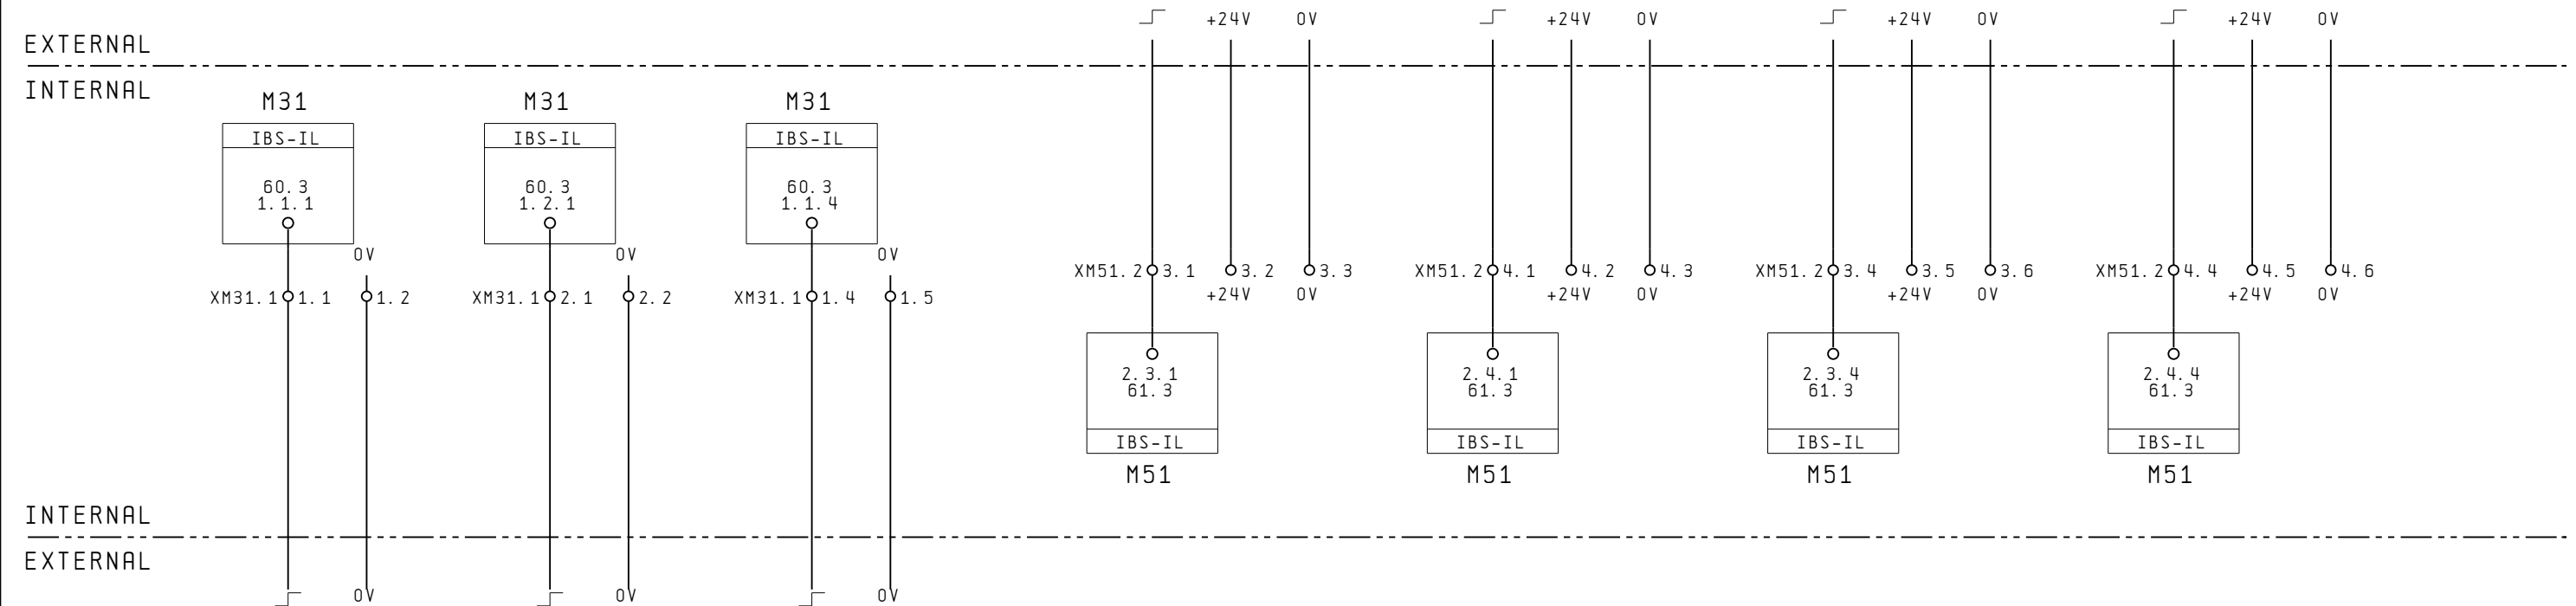 +24V 0V +24V 0V +24V 0V +24V 0V
EXTERNAL
INTERNAL
M31 M31 M31
IBS-IL IBS-IL IBS-IL
60.3 60.3 60.3
1.1.1 1.2.1 1.1.4
0V 0V 0V
XM51.2 3.1 3.2 3.3 XM51.2 4.1 4.2 4.3 XM51.2 3.4 3.5 3.6 XM51.2 4.4 4.5 4.6
+24V 0V +24V 0V +24V 0V +24V 0V
XM31.1 1.1 1.2 XM31.1 2.1 2.2 XM31.1 1.4 1.5
2.3.1 2.4.1 2.3.4 2.4.4
61.3 61.3 61.3 61.3
IBS-IL IBS-IL IBS-IL IBS-IL
M51 M51 M51 M51
INTERNAL
EXTERNAL
0V 0V 0V